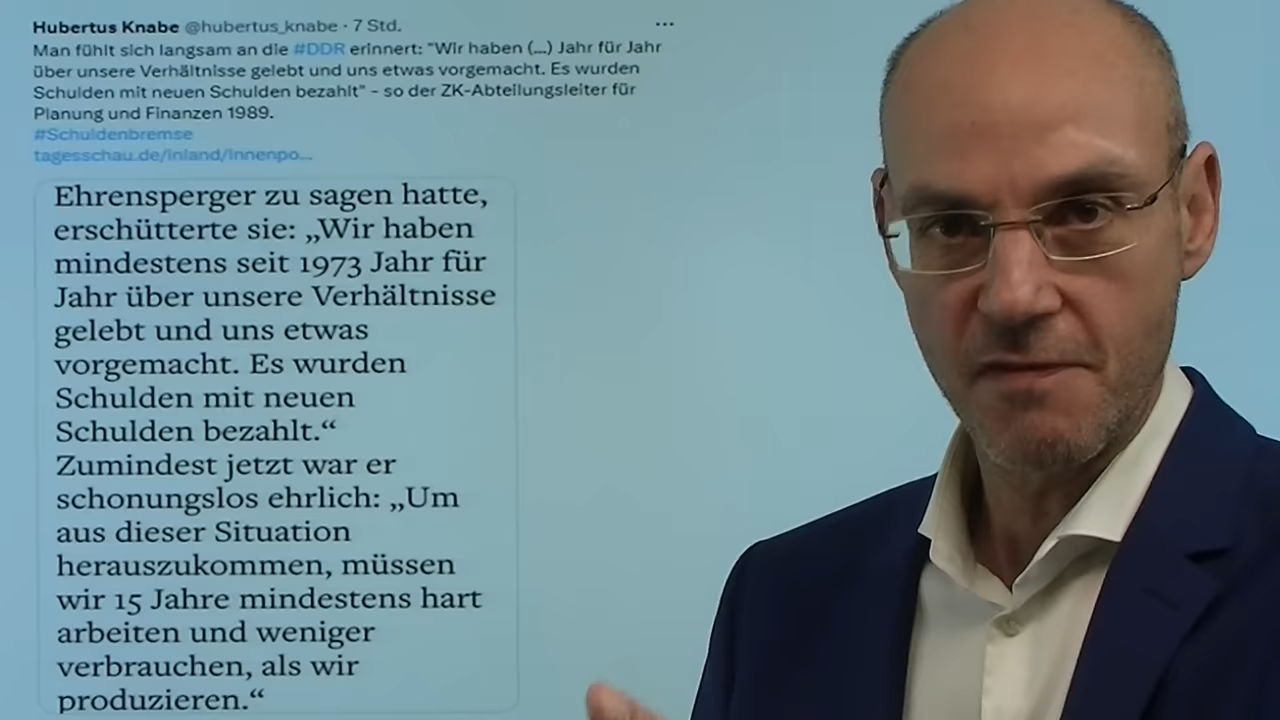 Hubertus Knabe @hubertus_knabe · 7 Std. ...
Man fühlt sich langsam an die #DDR erinnert: "Wir haben (...) Jahr für Jahr
über unsere Verhältnisse gelebt und uns etwas vorgemacht. Es wurden
Schulden mit neuen Schulden bezahlt" - so der ZK-Abteilungsleiter für
Planung und Finanzen 1989.
#Schuldenbremse
tagesschau.de/inland/innenpo...
Ehrensperger zu sagen hatte,
erschütterte sie: „Wir haben
mindestens seit 1973 Jahr für
Jahr über unsere Verhältnisse
gelebt und uns etwas
vorgemacht. Es wurden
Schulden mit neuen
Schulden bezahlt.“
Zumindest jetzt war er
schonungslos ehrlich: „Um
aus dieser Situation
herauszukommen, müssen
wir 15 Jahre mindestens hart
arbeiten und weniger
verbrauchen, als wir
produzieren.“